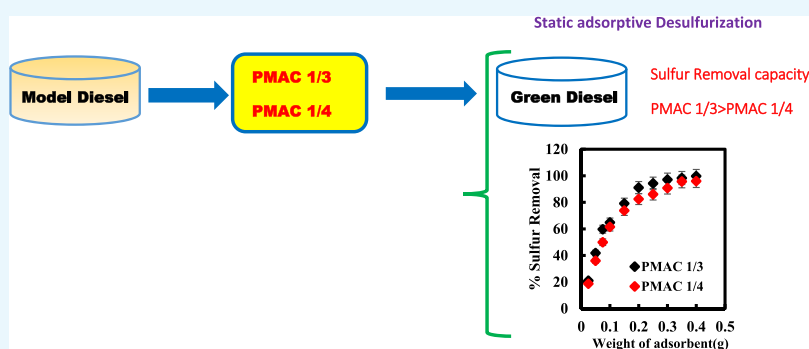 Static adsorptive Desulfurization
Model Diesel
PMAC 1/3
PMAC 1/4
Green Diesel
Sulfur Removal capacity
PMAC 1/3>PMAC 1/4
% Sulfur Removal
120
100
80
60
40
20
0
PMAC 1/3
PMAC 1/4
0 0.1 0.2 0.3 0.4 0.5
Weight of adsorbent(g)